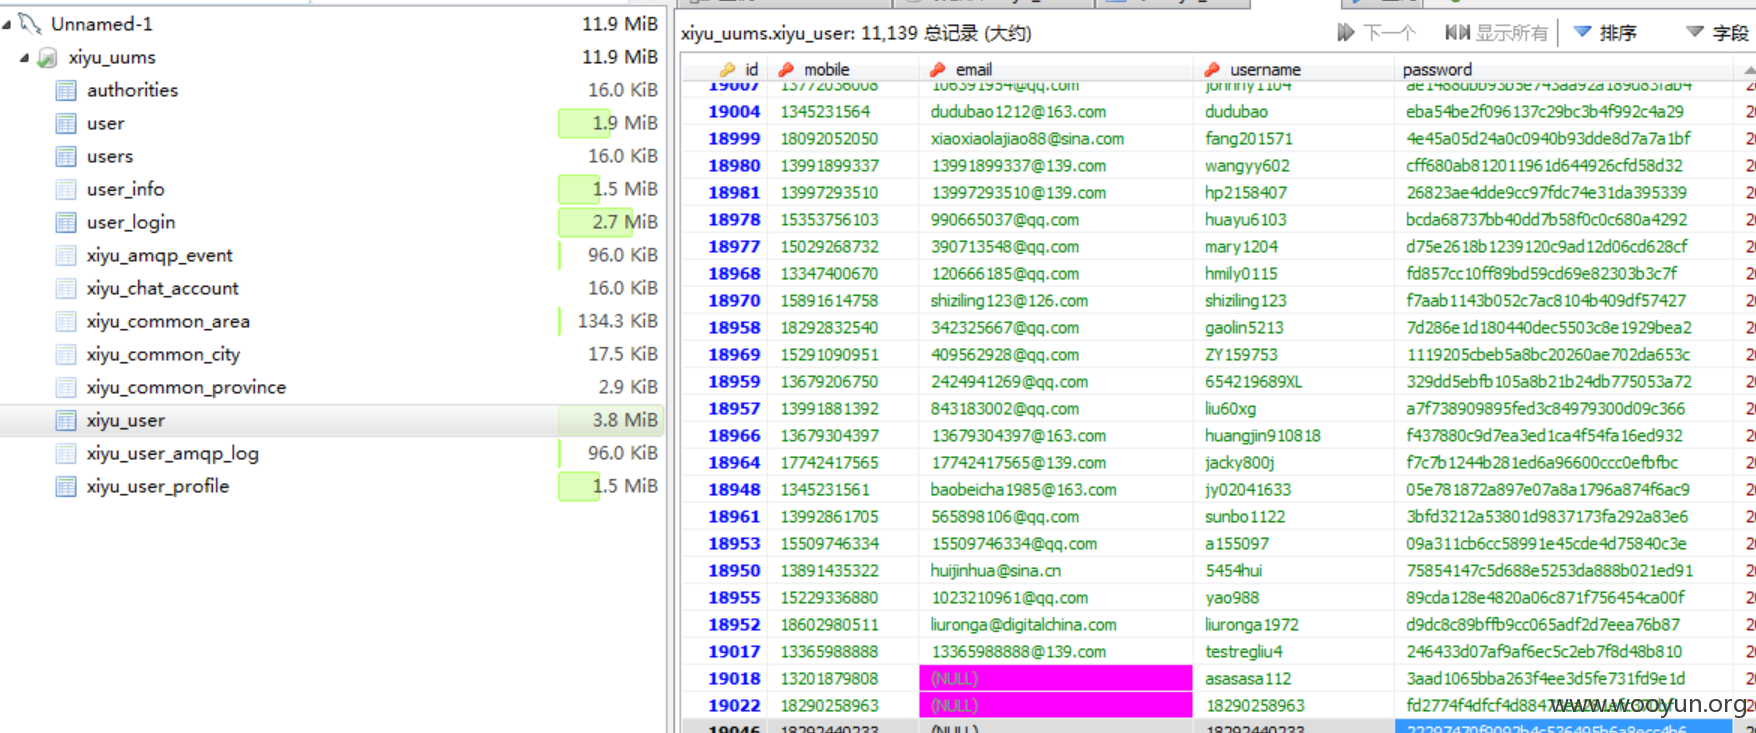 Unnamed-1 11.9 MiB
xiyu_uums 11.9 MiB
authorities 16.0 KiB
user 1.9 MiB
users 16.0 KiB
user_info 1.5 MiB
user_login 2.7 MiB
xiyu_amqp_event 96.0 KiB
xiyu_chat_account 16.0 KiB
xiyu_common_area 134.3 KiB
xiyu_common_city 17.5 KiB
xiyu_common_province 2.9 KiB
xiyu_user 3.8 MiB
xiyu_user_amqp_log 96.0 KiB
xiyu_user_profile 1.5 MiB
xiyu_uums.xiyu_user: 11,139 总记录 (大约) 下一个 显示所有 排序 字段
id mobile email username password
19007 13772036008 106391954@qq.com johnny1104
19004 1345231564 dudubao1212@163.com dudubao eba54be2f096137c29bc3b4f992c4a29
18999 18092052050 xiaoxiaolajiao88@sina.com fang201571 4e45a05d24a0c0940b93dde8d7a7a1bf
18980 13991899337 13991899337@139.com wangyy602 cff680ab812011961d644926cfd58d32
18981 13997293510 13997293510@139.com hp2158407 26823ae4dde9cc97fdc74e31da395339
18978 15353756103 990665037@qq.com huayu6103 bcda68737bb40dd7b58f0c0c680a4292
18977 15029268732 390713548@qq.com mary1204 d75e2618b1239120c9ad12d06cd628cf
18968 13347400670 120666185@qq.com hmily0115 fd857cc10ff89bd59cd69e82303b3c7f
18970 15891614758 shiziling123@126.com shiziling123 f7aab1143b052c7ac8104b409df57427
18958 18292832540 342325667@qq.com gaolin5213 7d286e1d180440dec5503c8e1929bea2
18969 15291090951 409562928@qq.com ZY159753 1119205cbeb5a8bc20260ae702da653c
18959 13679206750 2424941269@qq.com 654219689XL 329dd5ebfb105a8b21b24db775053a72
18957 13991881392 843183002@qq.com liu60xg a7f738909895fed3c84979300d09c366
18966 13679304397 13679304397@163.com huangjin910818 f437880c9d7ea3ed1ca4f54fa16ed932
18964 17742417565 17742417565@139.com jacky800j f7c7b1244b281ed6a96600ccc0efbfbc
18948 1345231561 baobeicha1985@163.com jy02041633 05e781872a897e07a8a1796a874f6ac9
18961 13992861705 565898106@qq.com sunbo1122 3bfd3212a53801d9837173fa292a83e6
18953 15509746334 15509746334@qq.com a155097 09a311cb6cc58991e45cde4d75840c3e
18950 13891435322 huijinhua@sina.cn 5454hui 75854147c5d688e5253da888b021ed91
18955 15229336880 1023210961@qq.com yao988 89cda128e4820a06c871f756454ca00f
18952 18602980511 liuronga@digitalchina.com liuronga1972 d9dc8c89bffb9cc065adf2d7eea76b87
19017 13365988888 13365988888@139.com testregliu4 246433d07af9af6ec5c2eb7f8d48b810
19018 13201879808 (NULL) asasasa112 3aad1065bba263f4ee3d5fe731fd9e1d
19022 18290258963 (NULL) 18290258963
19046 18292440233 (NULL) 18292440233
www.wooyun.org